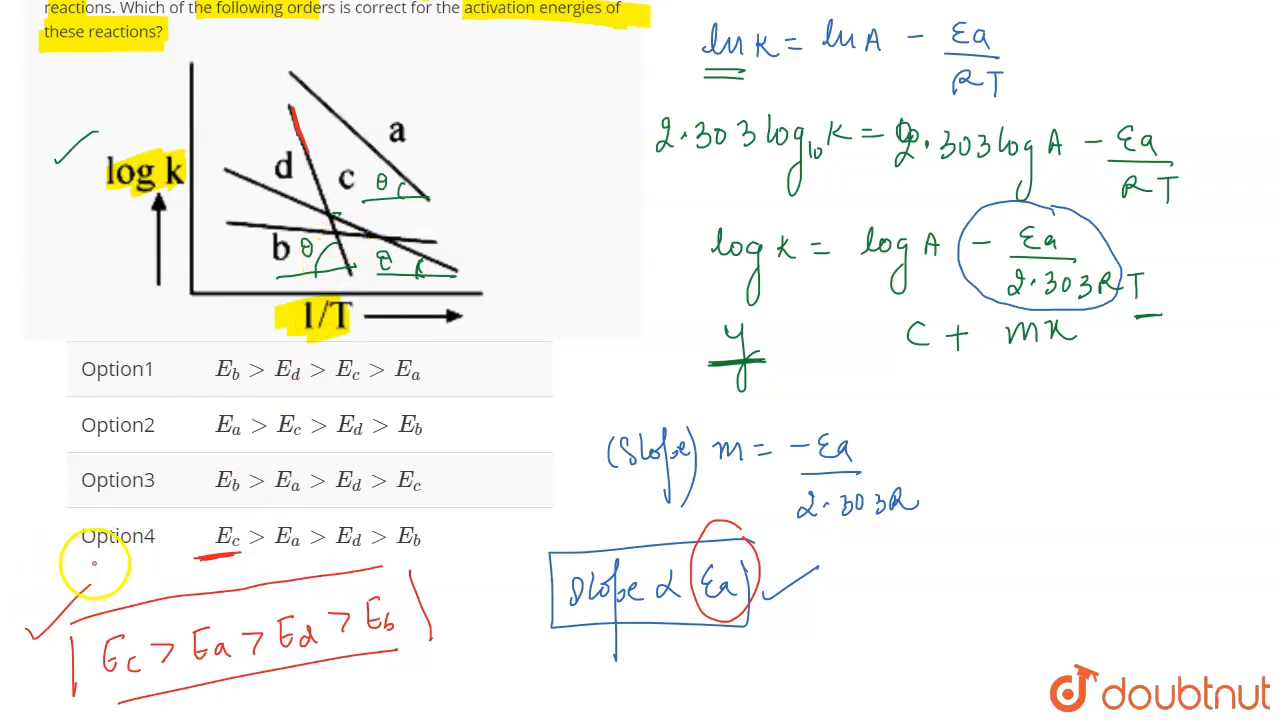 reactions. Which of the following orders is correct for the activation energies of
these reactions?
log k
a
d
c
b
θ
θ
θ
1/T
Option1 E_b > E_d > E_c > E_a
Option2 E_a > E_c > E_d > E_b
Option3 E_b > E_a > E_d > E_c
Option4 E_c > E_a > E_d > E_b
E_c > E_a > E_d > E_b
ln K = ln A − Ea/RT
2.303 log₁₀ K = 2.303 log A − Ea/RT
log K = log A − Ea/2.303RT
y C + mx
(Slope) m = −Ea/2.303R
Slope α Ea
doubtnut